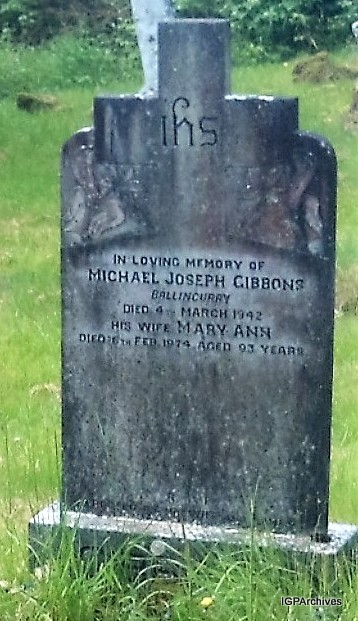 ihs
IN LOVING MEMORY OF
MICHAEL JOSEPH GIBBONS
BALLINCURRY
DIED 4TH MARCH 1942
HIS WIFE MARY ANN
DIED 16TH FEB. 1974 AGED 93 YEARS
IGPArchives